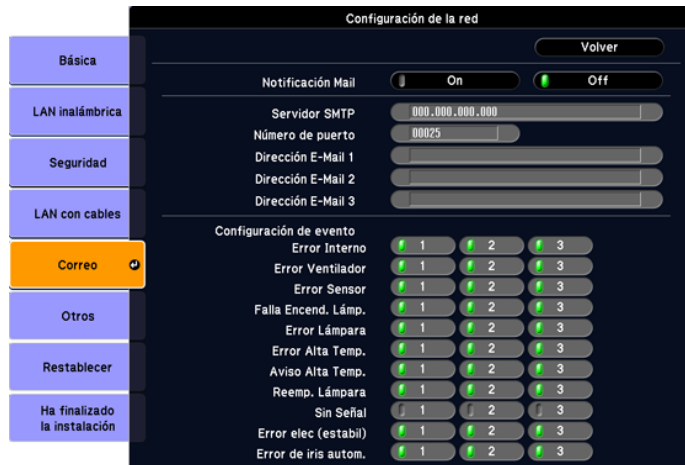 Configuración de la red
Volver
Básica
LAN inalámbrica
Seguridad
LAN con cables
Correo
Otros
Restablecer
Ha finalizado
la instalación
Notificación Mail On Off
Servidor SMTP 000.000.000.000
Número de puerto 00025
Dirección E-Mail 1
Dirección E-Mail 2
Dirección E-Mail 3
Configuración de evento
Error Interno 1 2 3
Error Ventilador 1 2 3
Error Sensor 1 2 3
Falla Encend. Lámp. 1 2 3
Error Lámpara 1 2 3
Error Alta Temp. 1 2 3
Aviso Alta Temp. 1 2 3
Reemp. Lámpara 1 2 3
Sin Señal 1 2 3
Error elec (estabil) 1 2 3
Error de iris autom. 1 2 3